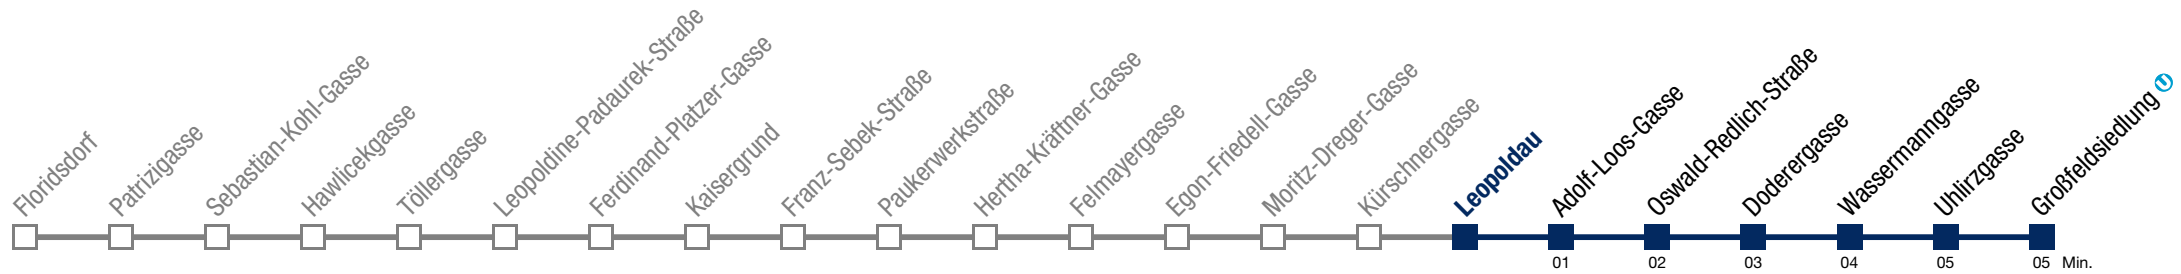 Floridsdorf
Patrizigasse
Sebastian-Kohl-Gasse
Hawlicekgasse
Töllergasse
Leopoldine-Padaurek-Straße
Ferdinand-Platzer-Gasse
Kaisergrund
Franz-Sebek-Straße
Paukerwerkstraße
Hertha-Kräftner-Gasse
Felmayergasse
Egon-Friedell-Gasse
Moritz-Dreger-Gasse
Kürschnergasse
Leopoldau
Adolf-Loos-Gasse
Oswald-Redlich-Straße
Doderergasse
Wassermanngasse
Uhlirzgasse
Großfeldsiedlung U
01 02 03 04 05 05 Min.